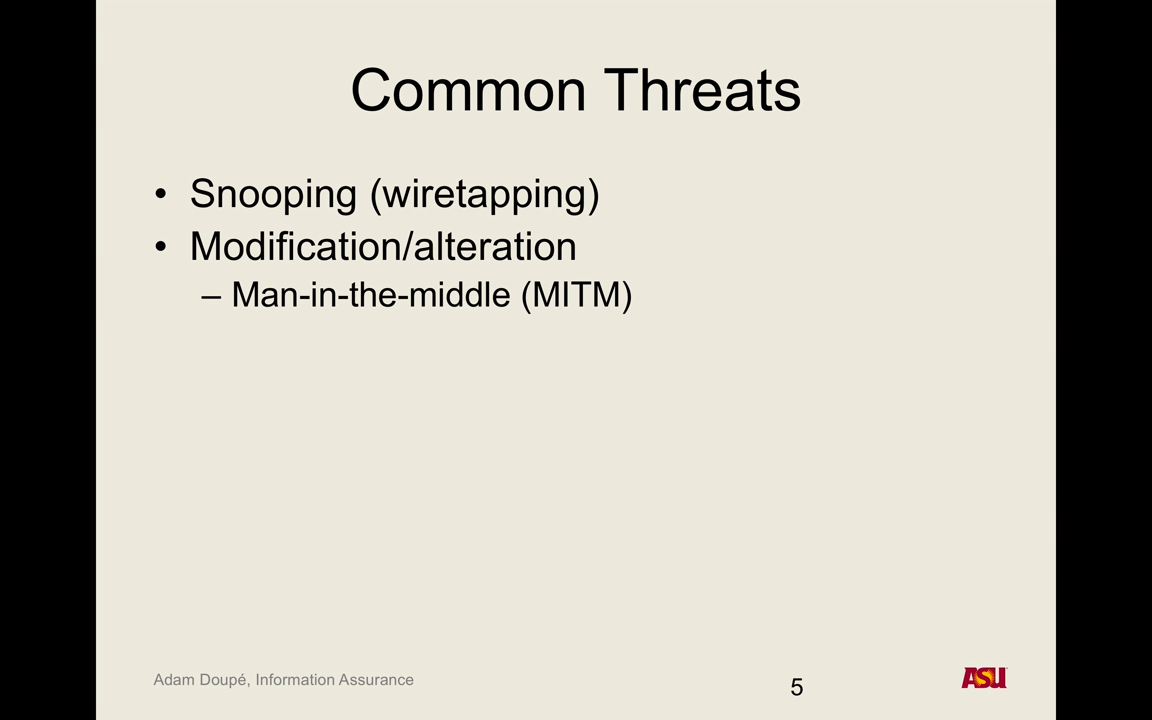 Common Threats
• Snooping (wiretapping)
• Modification/alteration
– Man-in-the-middle (MITM)
Adam Doupé, Information Assurance
5
ASU